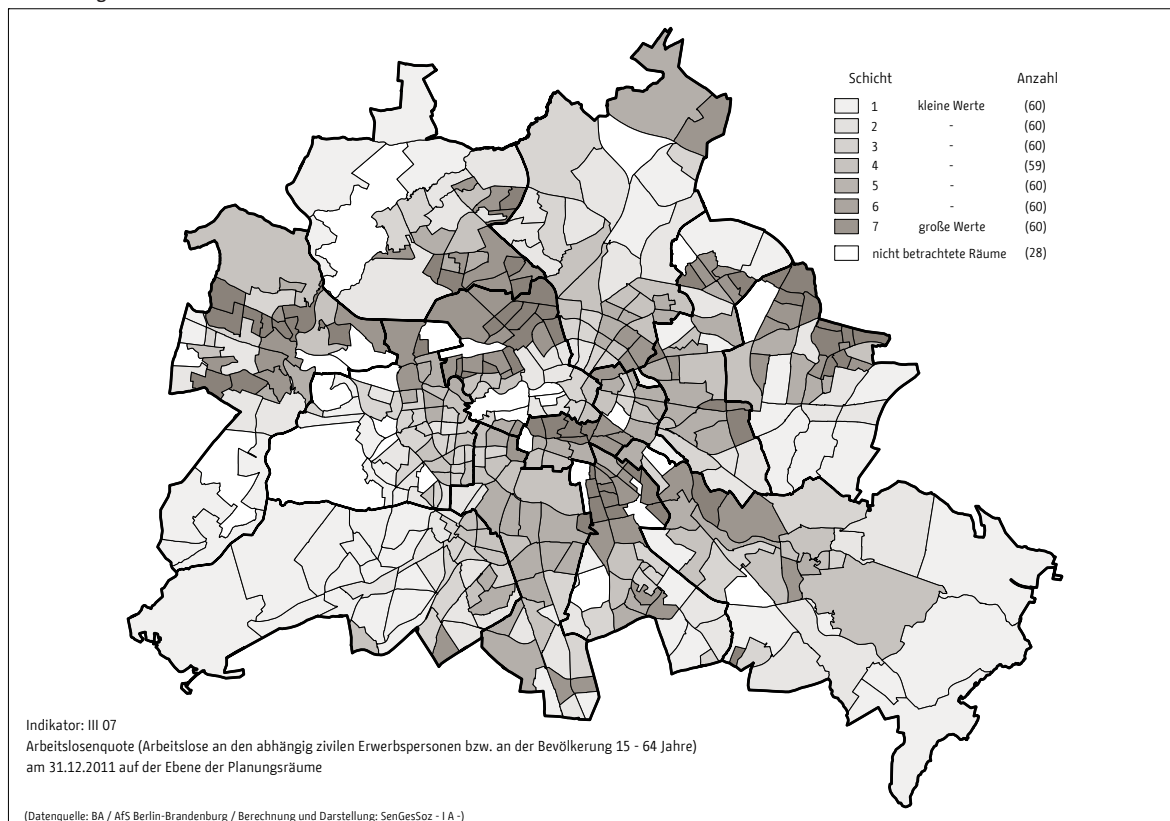 Schicht Anzahl
1 kleine Werte (60)
2 - (60)
3 - (60)
4 - (59)
5 - (60)
6 - (60)
7 große Werte (60)
nicht betrachtete Räume (28)
Indikator: III 07
Arbeitslosenquote (Arbeitslose an den abhängig zivilen Erwerbspersonen bzw. an der Bevölkerung 15 - 64 Jahre)
am 31.12.2011 auf der Ebene der Planungsräume
(Datenquelle: BA / AfS Berlin-Brandenburg / Berechnung und Darstellung: SenGesSoz - I A -)